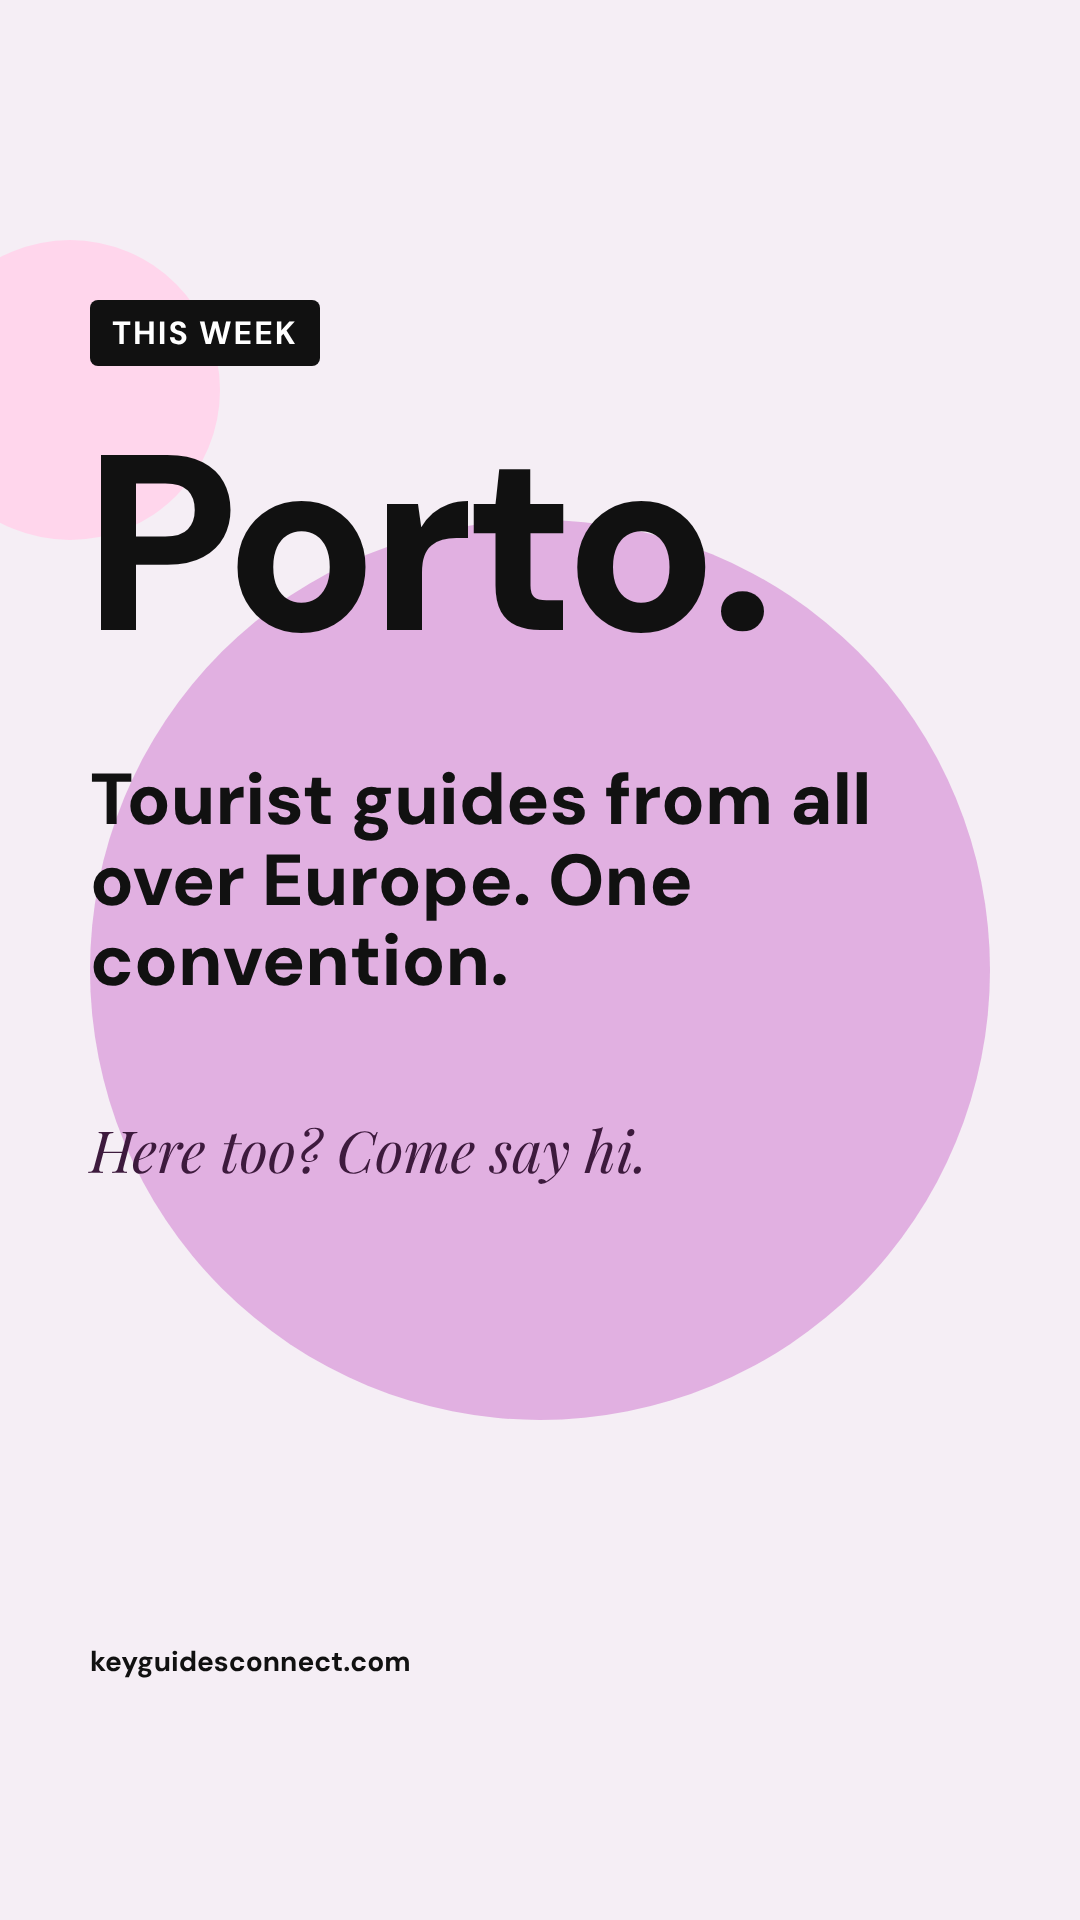 THIS WEEK
Porto.
Tourist guides from all
over Europe. One
convention.
Here too? Come say hi.
keyguidesconnect.com